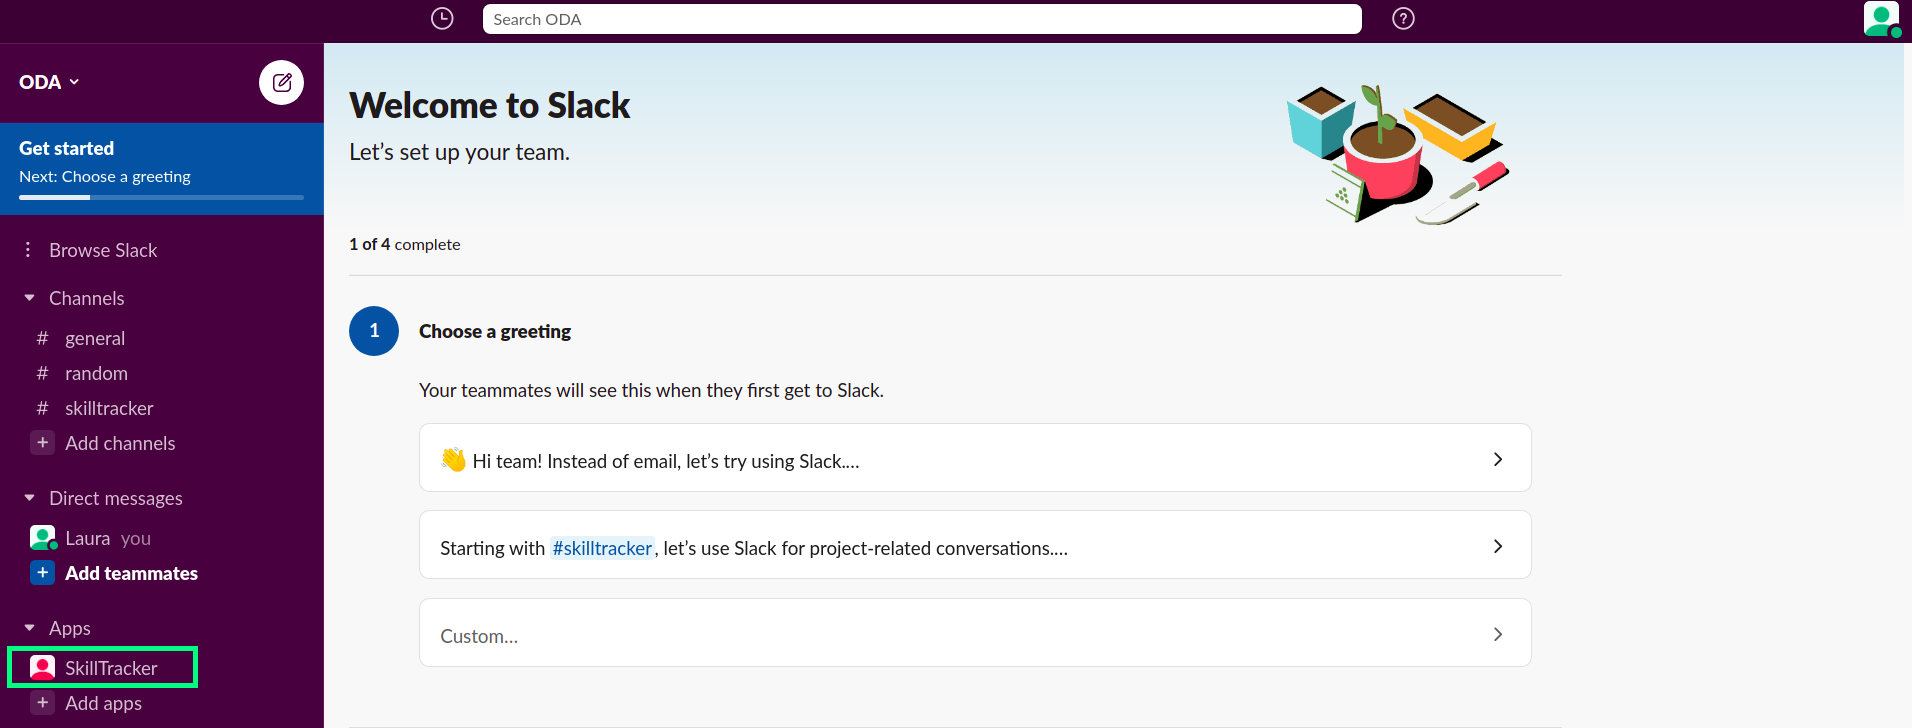 Search ODA
ODA
Get started
Next: Choose a greeting
Browse Slack
Channels
# general
# random
# skilltracker
+ Add channels
Direct messages
Laura you
+ Add teammates
Apps
SkillTracker
+ Add apps
Welcome to Slack
Let’s set up your team.
1 of 4 complete
1 Choose a greeting
Your teammates will see this when they first get to Slack.
👋 Hi team! Instead of email, let’s try using Slack....
Starting with #skilltracker, let’s use Slack for project-related conversations....
Custom...